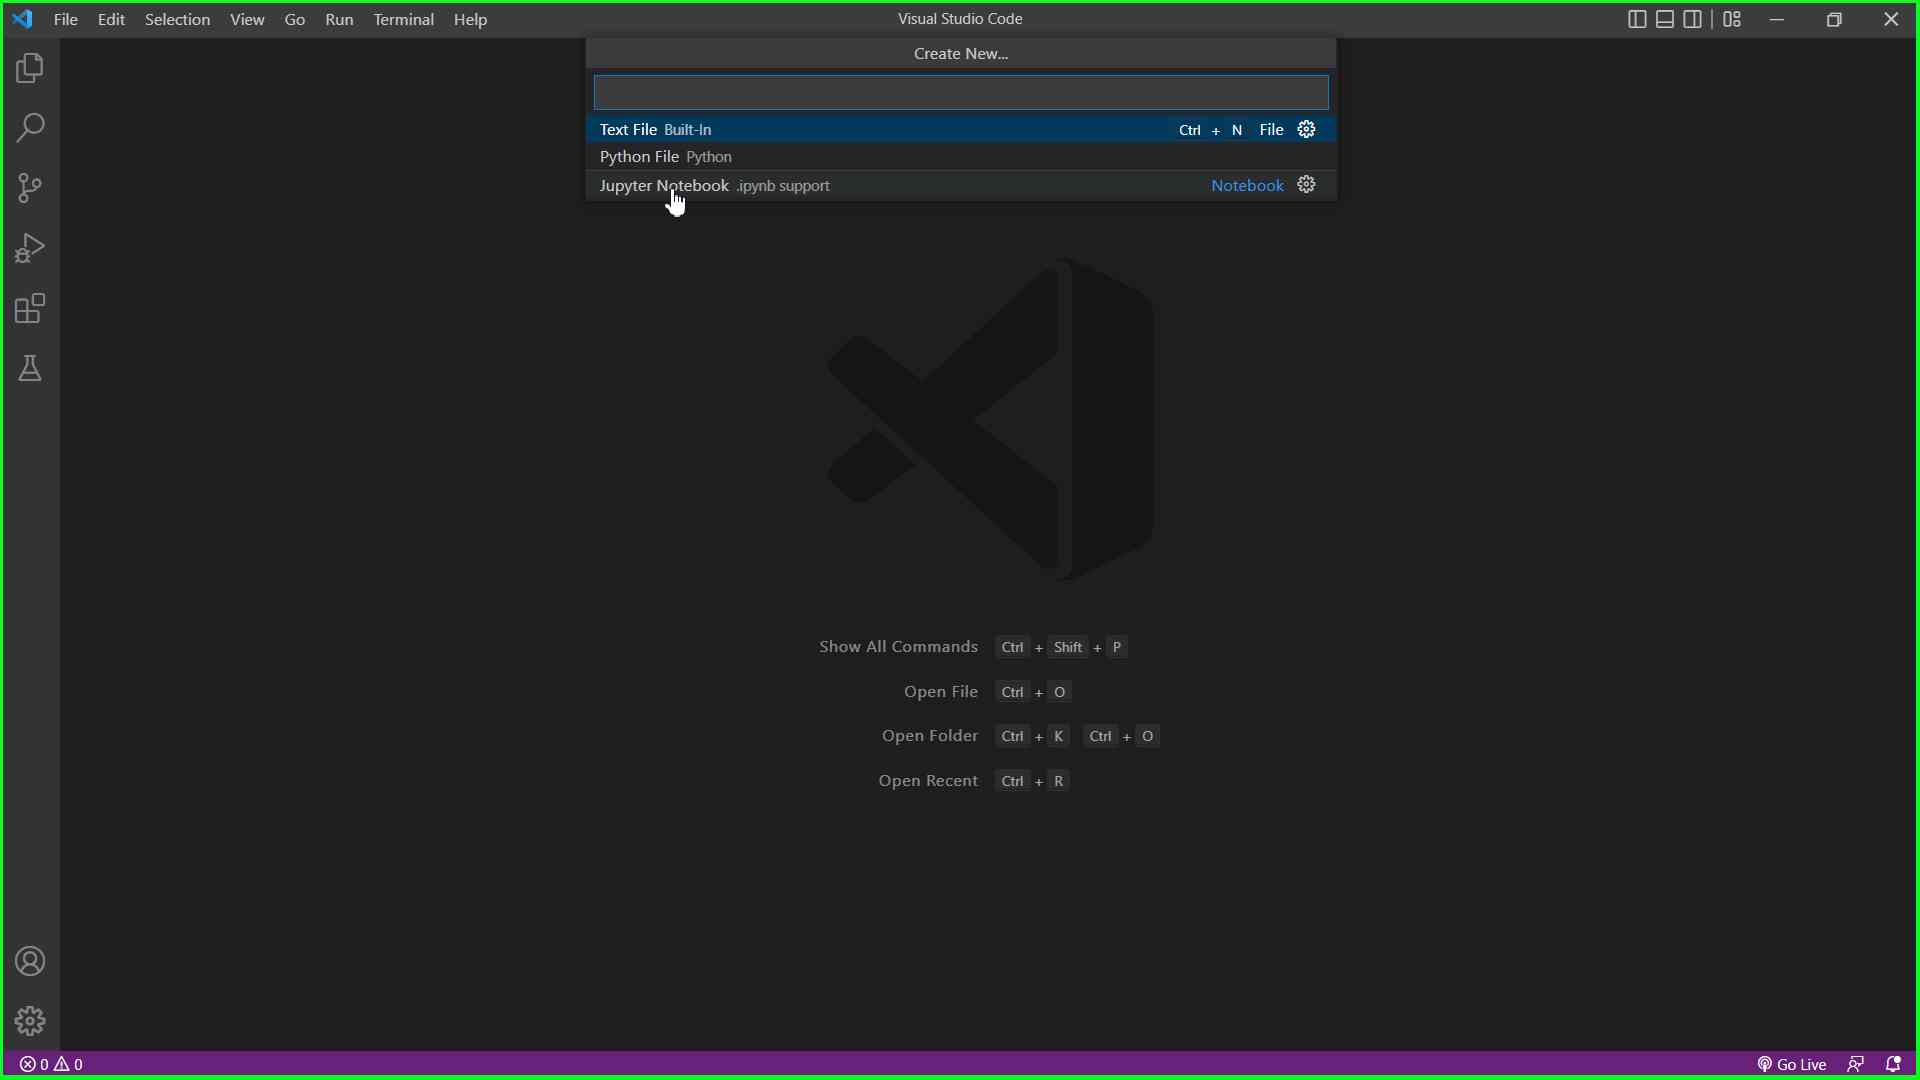 File Edit Selection View Go Run Terminal Help
Visual Studio Code
Create New...
Text File Built-In Ctrl + N File
Python File Python
Jupyter Notebook .ipynb support Notebook
Show All Commands Ctrl + Shift + P
Open File Ctrl + O
Open Folder Ctrl + K Ctrl + O
Open Recent Ctrl + R
0 0
Go Live